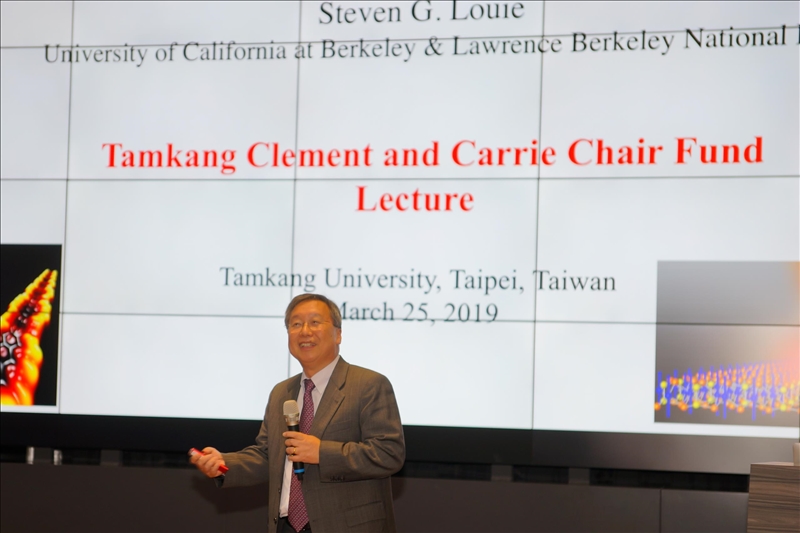 Steven G. Louie
University of California at Berkeley & Lawrence Berkeley National
Tamkang Clement and Carrie Chair Fund
Lecture
Tamkang University, Taipei, Taiwan
March 25, 2019